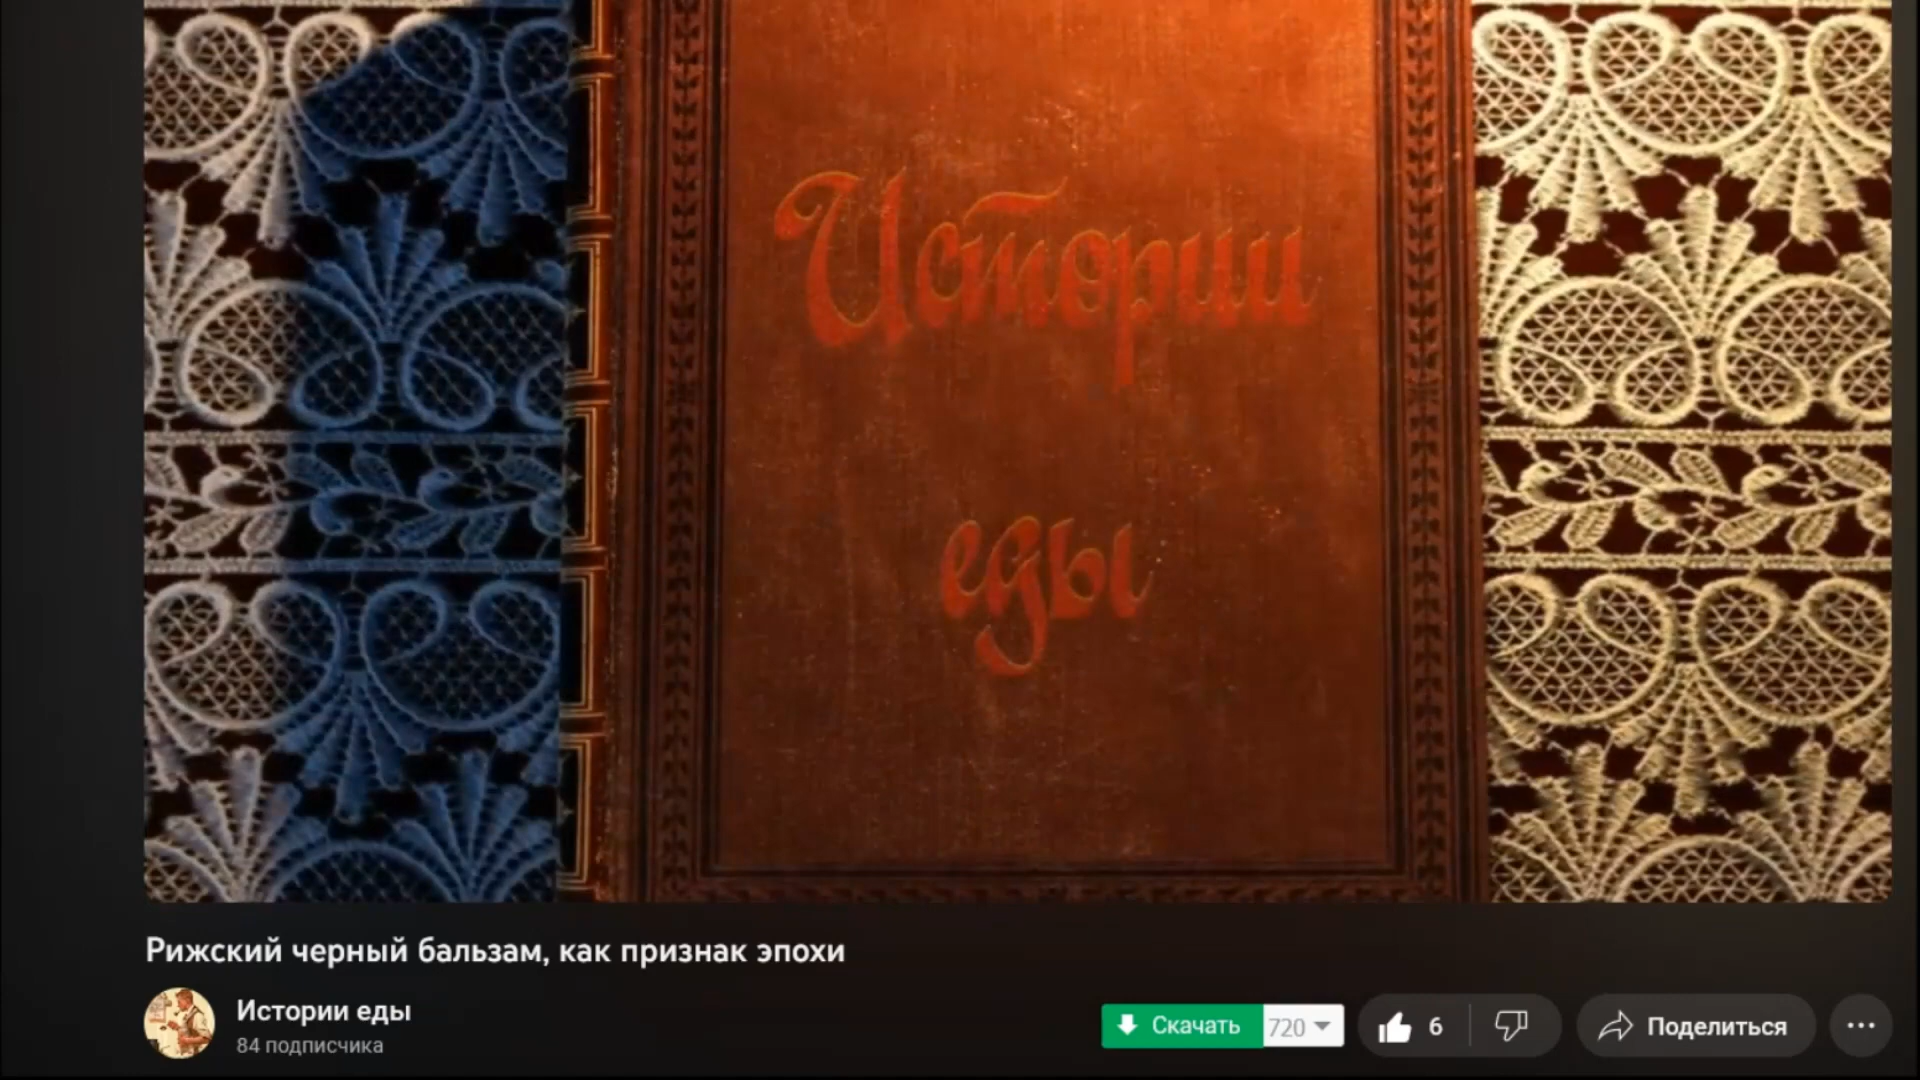 Истории
еды
Рижский черный бальзам, как признак эпохи
Истории еды
84 подписчика
Скачать 720
6
Поделиться